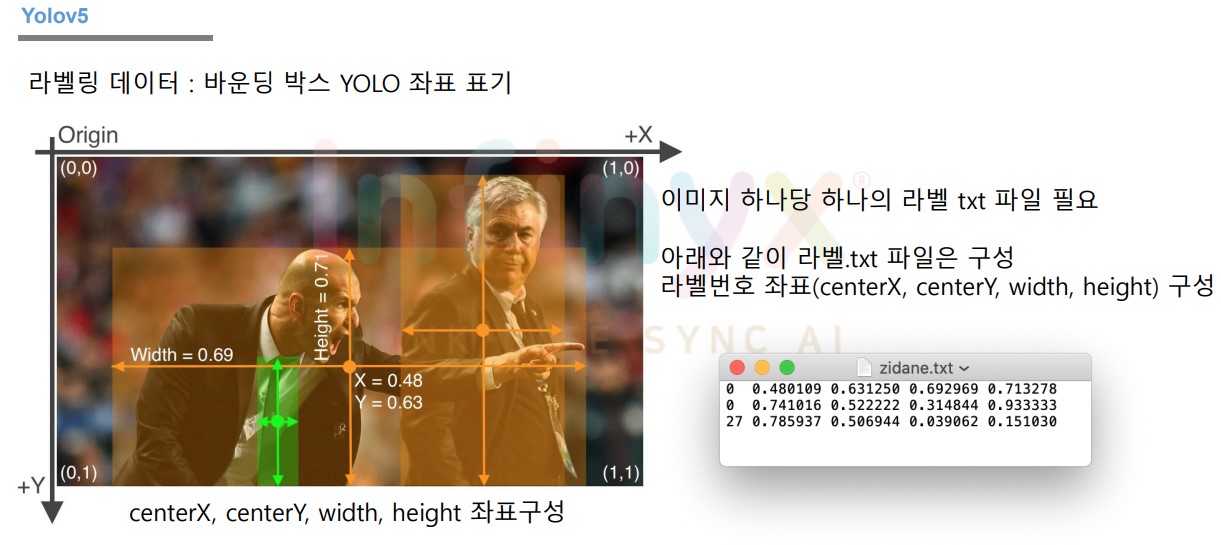 Yolov5
라벨링 데이터 : 바운딩 박스 YOLO 좌표 표기
Origin
+X
(0,0)
(1,0)
이미지 하나당 하나의 라벨 txt 파일 필요
아래와 같이 라벨.txt 파일은 구성
라벨번호 좌표(centerX, centerY, width, height) 구성
Height = 0.71
Width = 0.69
X = 0.48
Y = 0.63
zidane.txt
0 0.480109 0.631250 0.692969 0.713278
0 0.741016 0.522222 0.314844 0.933333
27 0.785937 0.506944 0.039062 0.151030
(0,1)
(1,1)
+Y
centerX, centerY, width, height 좌표구성
infinyx®
SYNC AI